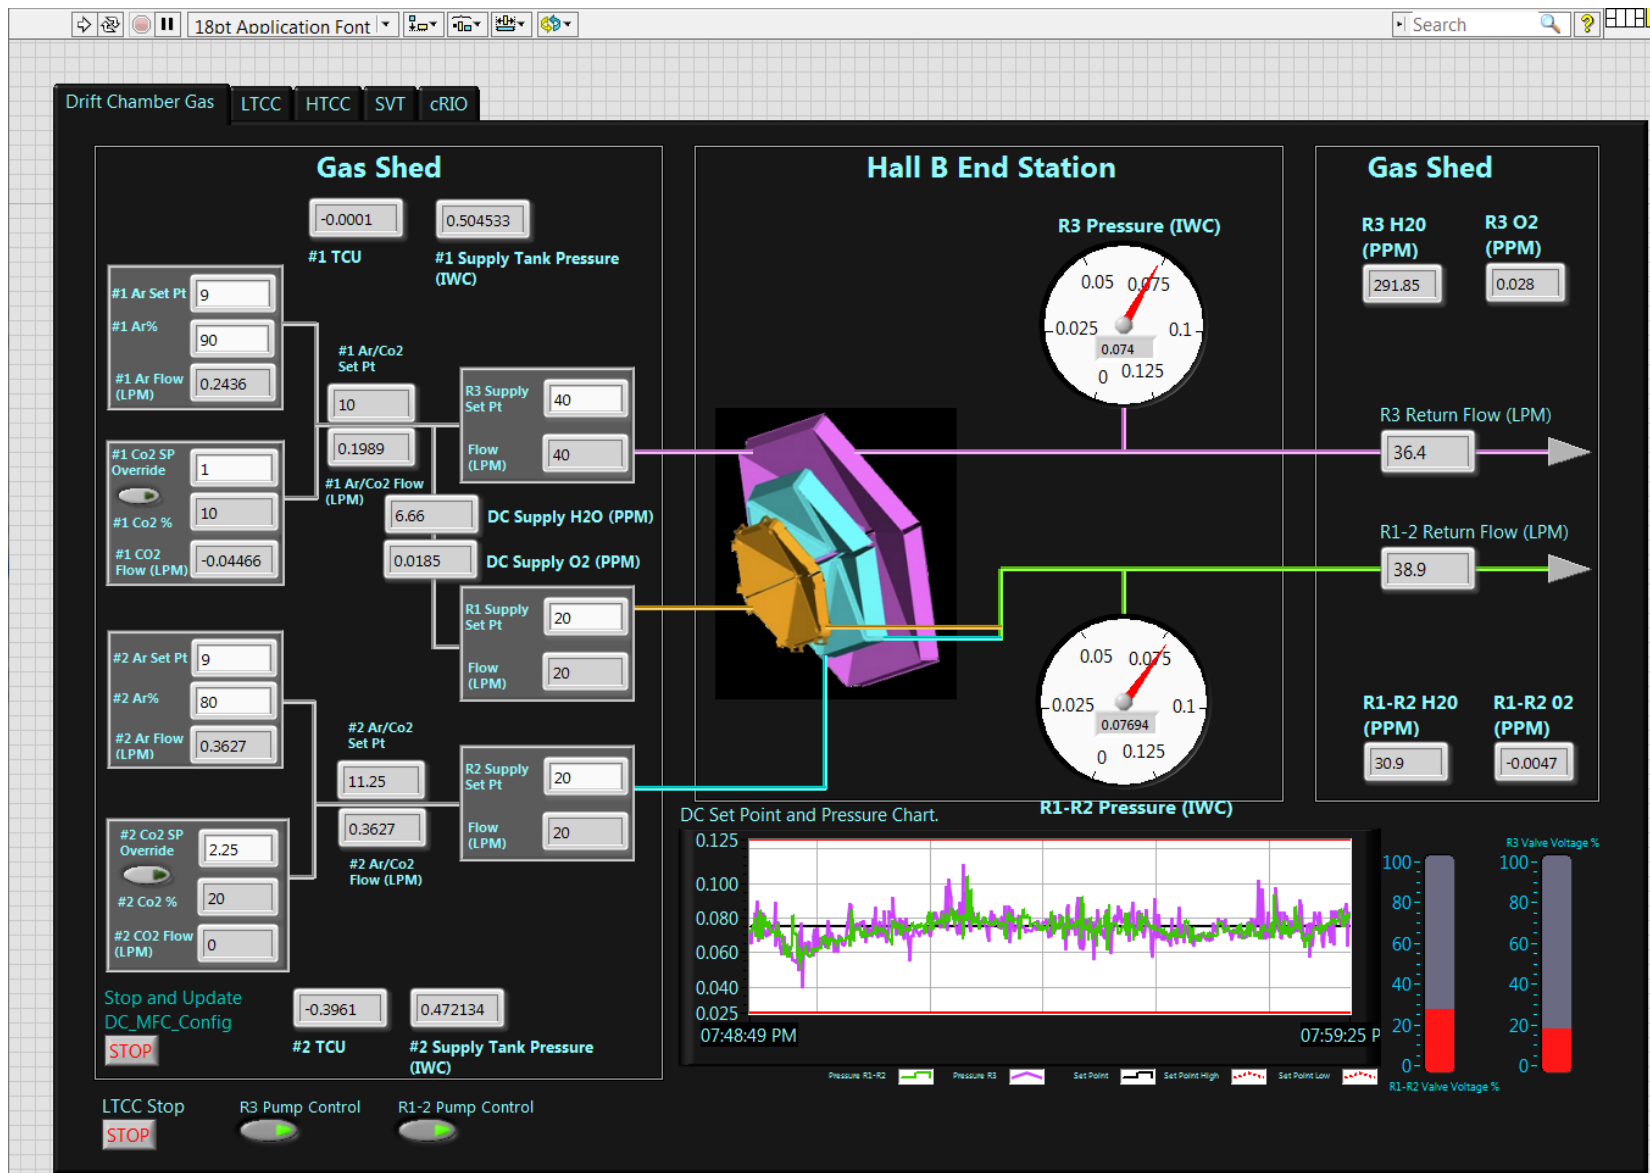 18pt Application Font
Search
?
Drift Chamber Gas
LTCC
HTCC
SVT
cRIO
Gas Shed
-0.0001
0.504533
#1 TCU
#1 Supply Tank Pressure
(IWC)
#1 Ar Set Pt
9
#1 Ar%
90
#1 Ar Flow
(LPM)
0.2436
#1 Ar/Co2
Set Pt
10
0.1989
#1 Ar/Co2 Flow
(LPM)
#1 Co2 SP
Override
1
#1 Co2 %
10
#1 CO2
Flow (LPM)
-0.04466
R3 Supply
Set Pt
40
Flow
(LPM)
40
6.66
DC Supply H2O (PPM)
0.0185
DC Supply O2 (PPM)
R1 Supply
Set Pt
20
Flow
(LPM)
20
#2 Ar Set Pt
9
#2 Ar%
80
#2 Ar Flow
(LPM)
0.3627
#2 Ar/Co2
Set Pt
11.25
0.3627
#2 Ar/Co2
Flow (LPM)
R2 Supply
Set Pt
20
Flow
(LPM)
20
#2 Co2 SP
Override
2.25
#2 Co2 %
20
#2 CO2 Flow
(LPM)
0
Stop and Update
DC_MFC_Config
STOP
-0.3961
0.472134
#2 TCU
#2 Supply Tank Pressure
(IWC)
LTCC Stop
STOP
R3 Pump Control
R1-2 Pump Control
Hall B End Station
R3 Pressure (IWC)
0.05
0.075
0.025
0.1
0.074
0
0.125
0.05
0.075
0.025
0.1
0.07694
0
0.125
R1-R2 Pressure (IWC)
Gas Shed
R3 H20
(PPM)
291.85
R3 O2
(PPM)
0.028
R3 Return Flow (LPM)
36.4
R1-2 Return Flow (LPM)
38.9
R1-R2 H20
(PPM)
30.9
R1-R2 02
(PPM)
-0.0047
DC Set Point and Pressure Chart.
0.125
0.100
0.080
0.060
0.040
0.025
07:48:49 PM
07:59:25 P
Pressure R1-R2
Pressure R3
Set Point
Set Point High
Set Point Low
100
80
60
40
20
0
R1-R2 Valve Voltage %
R3 Valve Voltage %
100
80
60
40
20
0